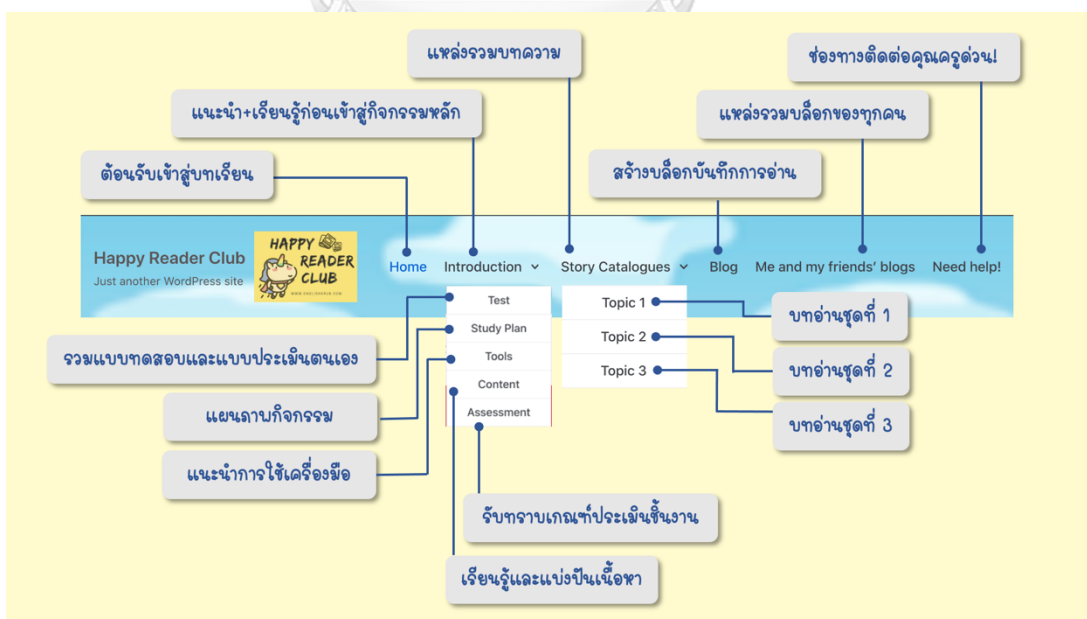 แหล่งรวมบทความ
ช่องทางติดต่อคุณครูด่วน!
แนะนำ+เรียนรู้ก่อนเข้าสู่กิจกรรมหลัก
แหล่งรวมบล็อกของทุกคน
ต้อนรับเข้าสู่บทเรียน
สร้างบล็อกบันทึกการอ่าน
Happy Reader Club
Just another WordPress site
HAPPY
READER
CLUB
Home Introduction Story Catalogues Blog Me and my friends' blogs Need help!
Test
Study Plan
Tools
Content
Assessment
Topic 1
Topic 2
Topic 3
บทอ่านชุดที่ 1
บทอ่านชุดที่ 2
บทอ่านชุดที่ 3
รวมแบบทดสอบและแบบประเมินตนเอง
แผนภาพกิจกรรม
แนะนำการใช้เครื่องมือ
รับทราบเกณฑ์ประเมินชิ้นงาน
เรียนรู้และแบ่งปันเนื้อหา